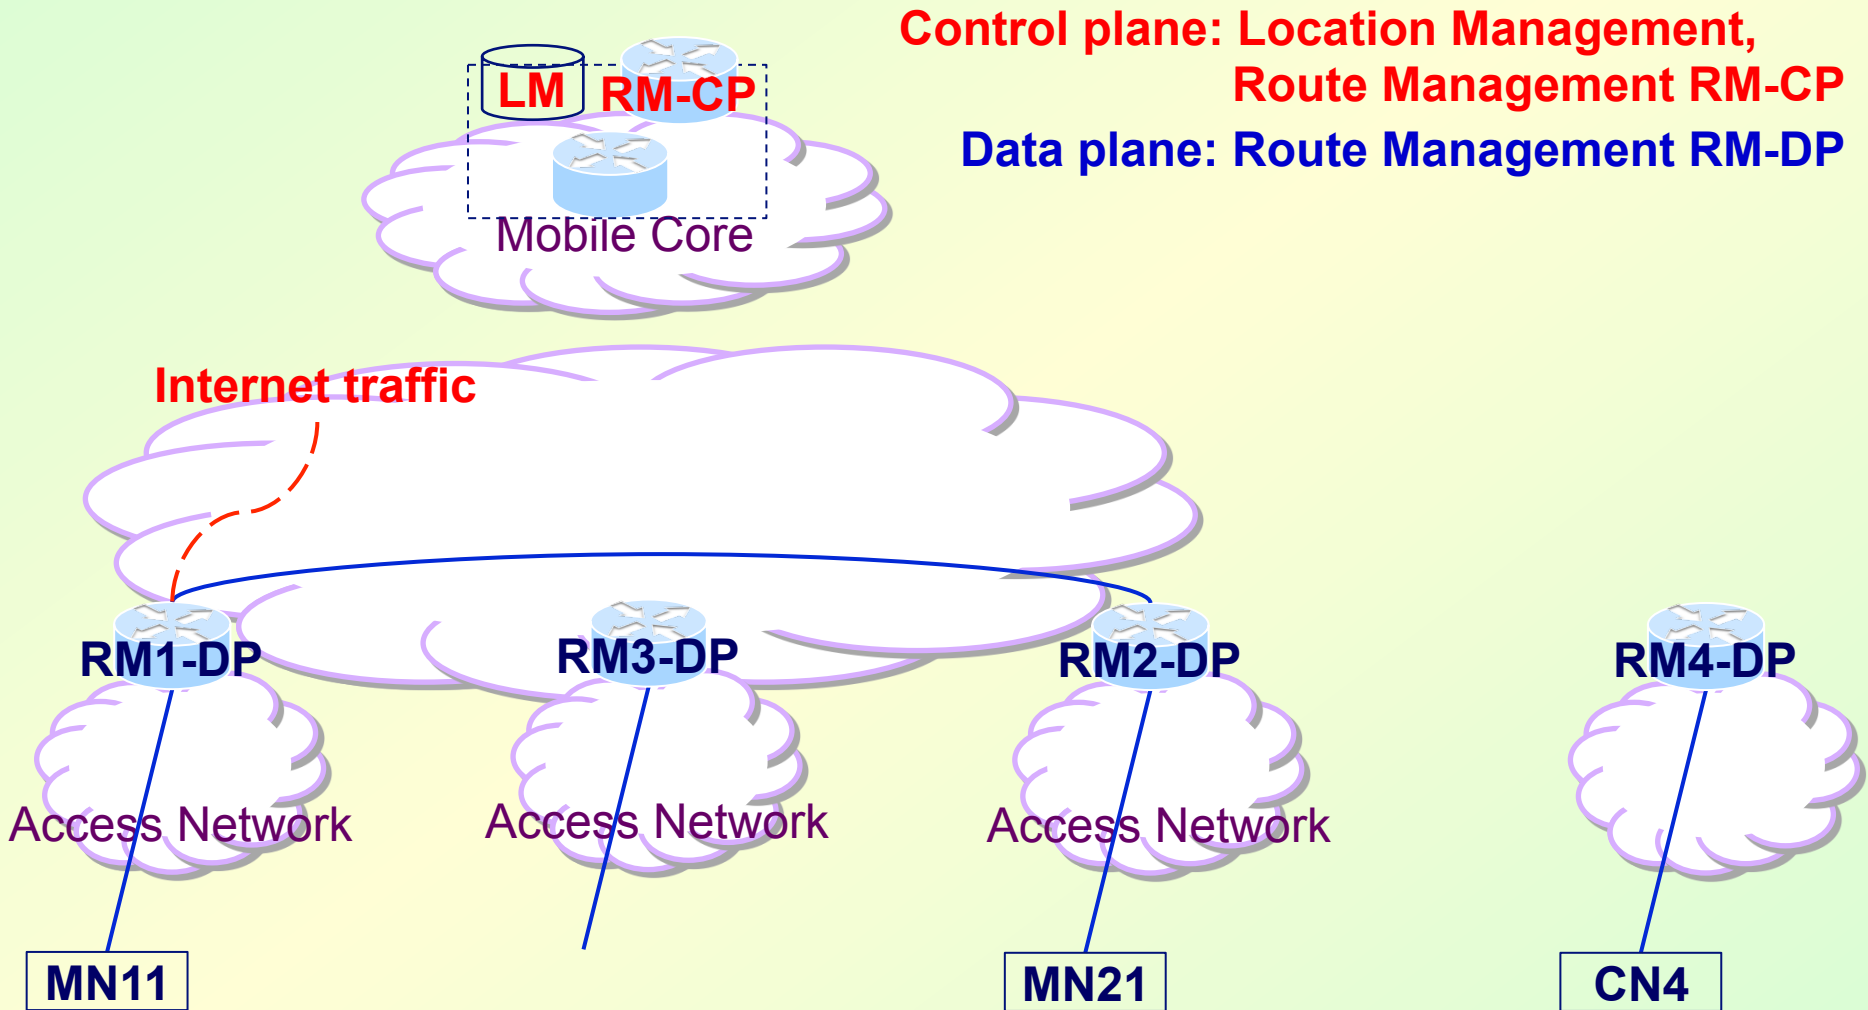 Control plane: Location Management,
Route Management RM-CP
Data plane: Route Management RM-DP
LM RM-CP
Mobile Core
Internet traffic
RM1-DP RM3-DP RM2-DP RM4-DP
Access Network Access Network Access Network
MN11 MN21 CN4